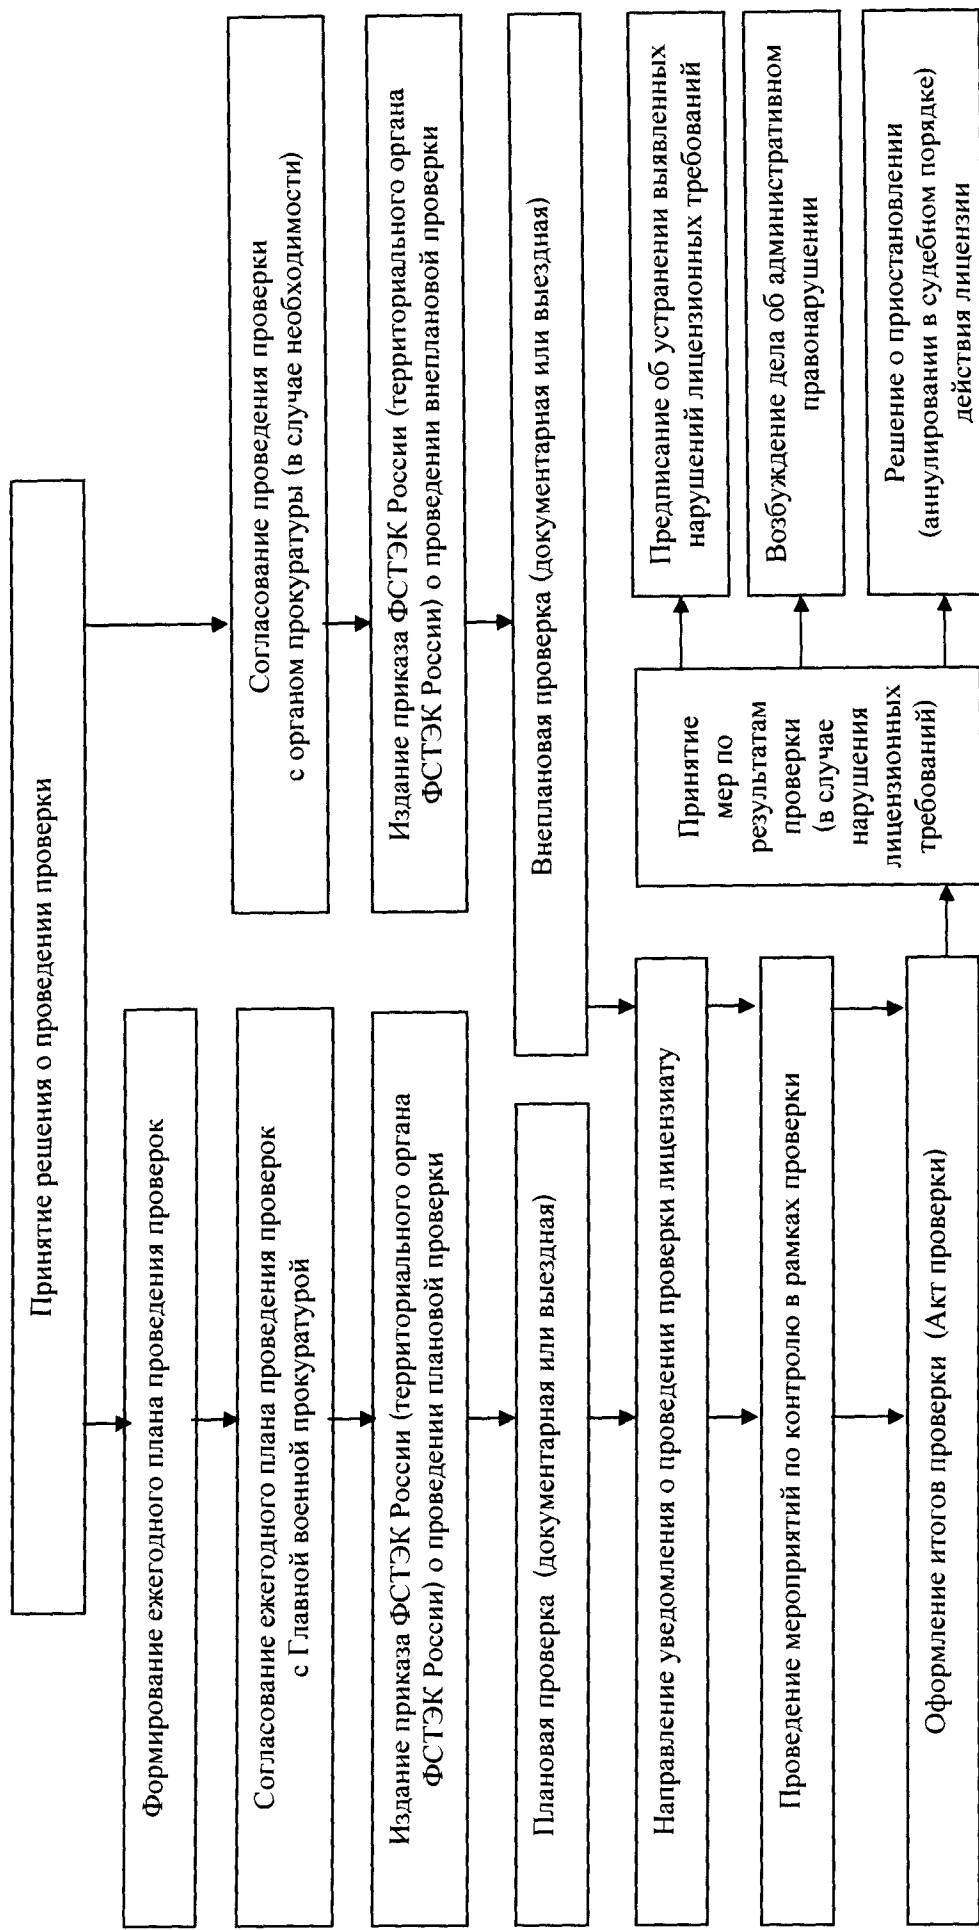 Принятие решения о проведении проверки
Формирование ежегодного плана проведения проверок
Согласование ежегодного плана проведения проверок
с Главной военной прокуратурой
Издание приказа ФСТЭК России (территориального органа
ФСТЭК России) о проведении плановой проверки
Плановая проверка (документарная или выездная)
Согласование проведения проверки
с органом прокуратуры (в случае необходимости)
Издание приказа ФСТЭК России (территориального органа
ФСТЭК России) о проведении внеплановой проверки
Внеплановая проверка (документарная или выездная)
Направление уведомления о проведении проверки лицензиату
Проведение мероприятий по контролю в рамках проверки
Оформление итогов проверки (Акт проверки)
Принятие
мер по
результатам
проверки
(в случае
нарушения
лицензионных
требований)
Предписание об устранении выявленных
нарушений лицензионных требований
Возбуждение дела об административном
правонарушении
Решение о приостановлении
(аннулировании в судебном порядке)
действия лицензии